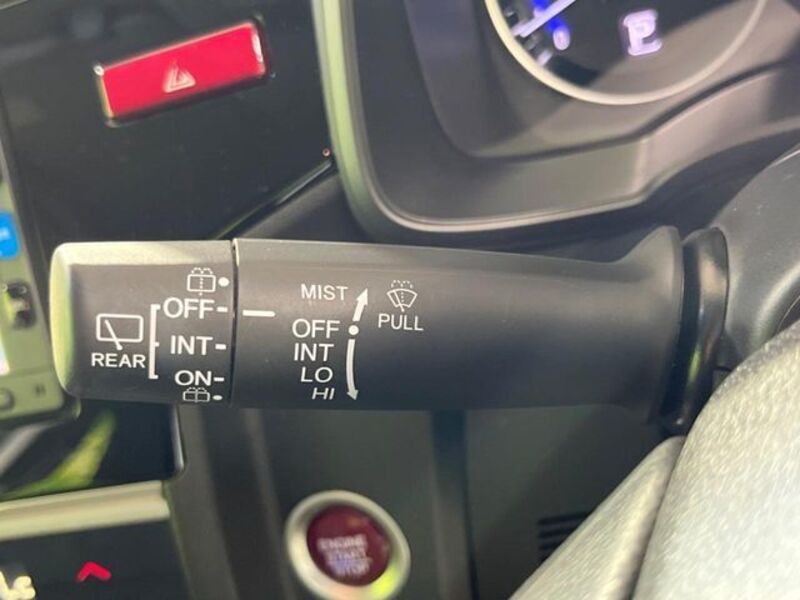 P
MIST
PULL
OFF
INT
LO
HI
OFF
INT
ON
REAR
ENGINE
START
STOP